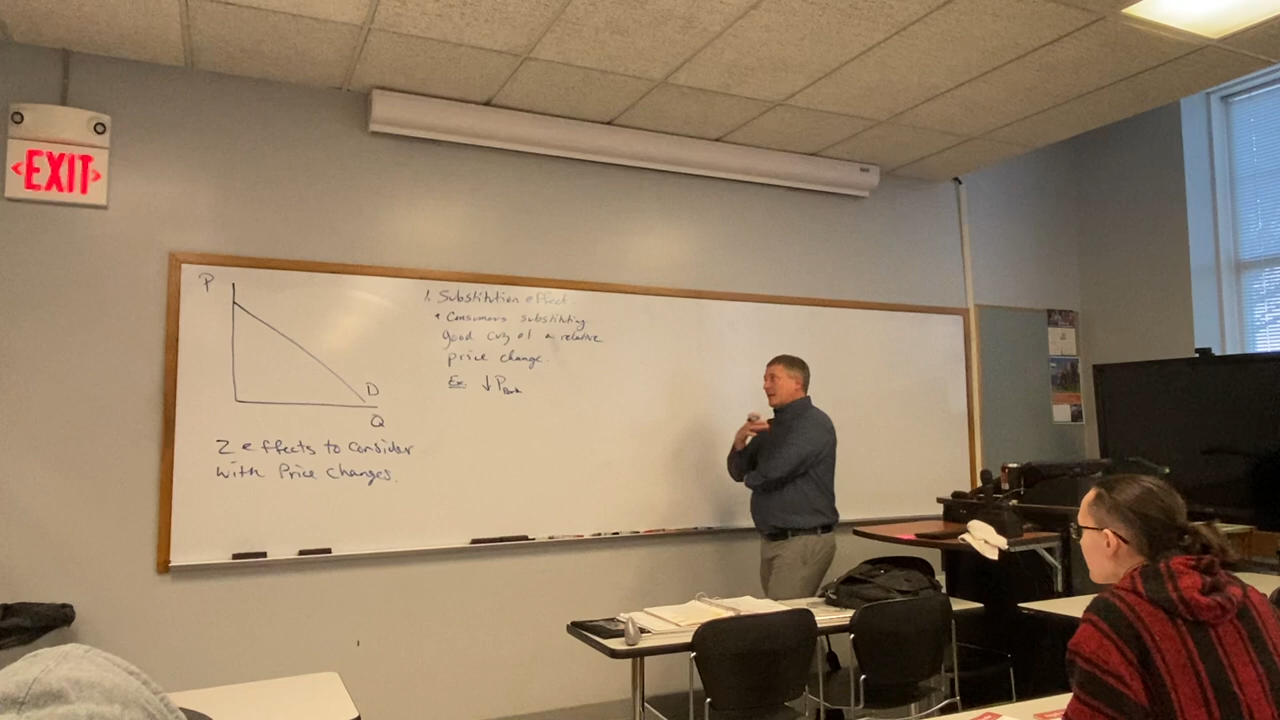 EXIT
P
D
Q
2 effects to consider
with Price Changes.
1. Substitution effect.
• Consumers substituting
good cuz of a relative
price change.
Ex: ↓P